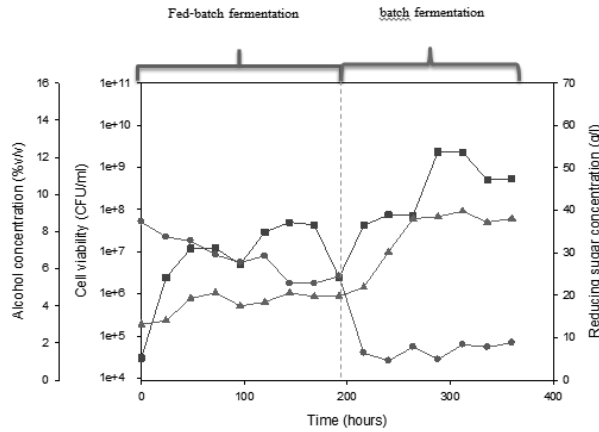 Fed-batch fermentation
batch fermentation
16
14
12
10
8
6
4
2
0
Alcohol concentration (%v/v)
1e+11
1e+10
1e+9
1e+8
1e+7
1e+6
1e+5
1e+4
Cell viability (CFU/ml)
70
60
50
40
30
20
10
0
Reducing sugar concentration (g/l)
0
100
200
300
400
Time (hours)